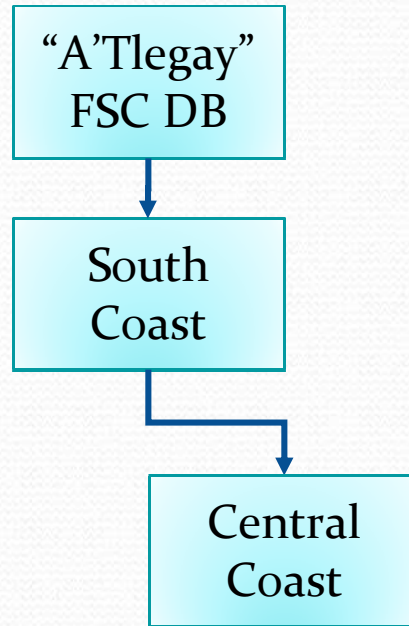 “A’Tlegay”
FSC DB
South
Coast
Central
Coast